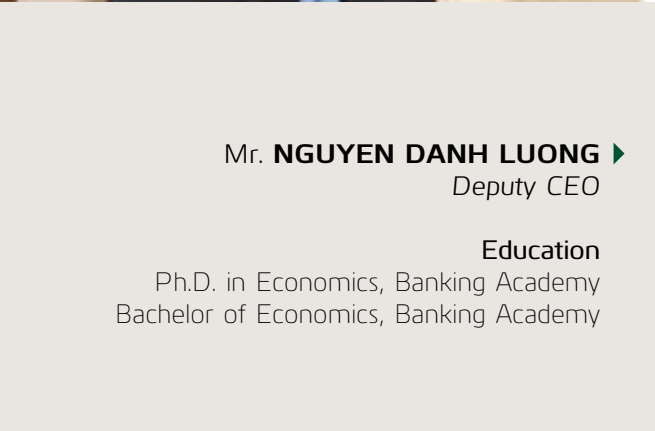 Mr. NGUYEN DANH LUONG
Deputy CEO
Education
Ph.D. in Economics, Banking Academy
Bachelor of Economics, Banking Academy